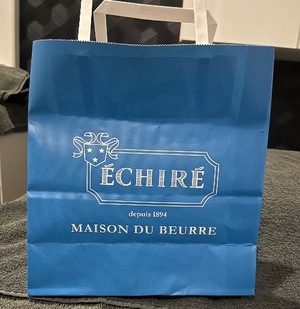 ÉCHIRÉ
depuis 1894
MAISON DU BEURRE